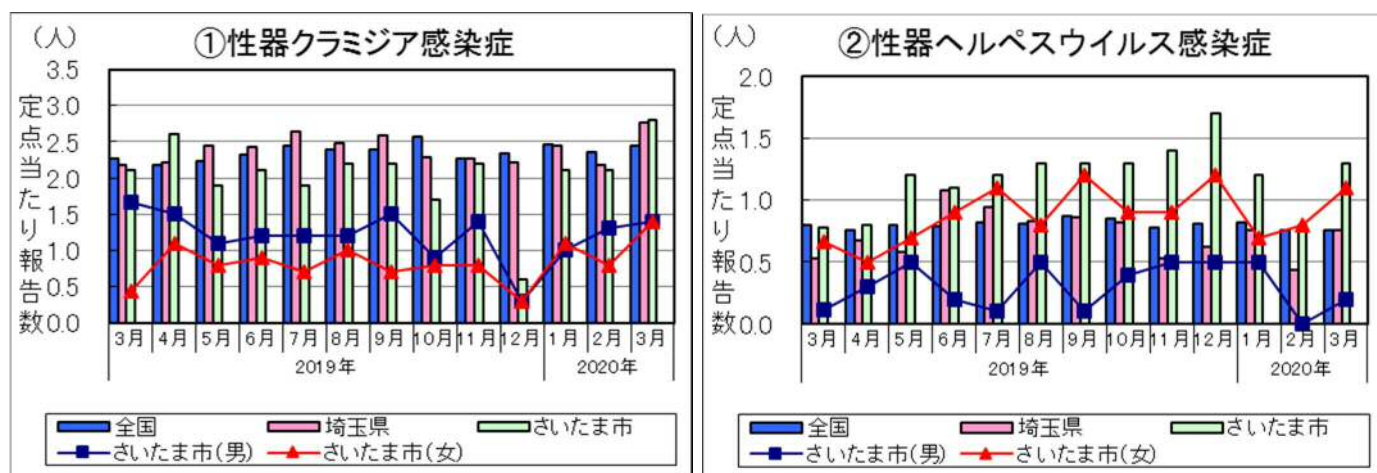 (人)
①性器クラミジア感染症
定点当たり報告数
3.5
3.0
2.5
2.0
1.5
1.0
0.5
0.0
3月 4月 5月 6月 7月 8月 9月 10月 11月 12月 1月 2月 3月
2019年 2020年
全国 埼玉県 さいたま市
さいたま市(男) さいたま市(女)
(人)
②性器ヘルペスウイルス感染症
定点当たり報告数
2.0
1.5
1.0
0.5
0.0
3月 4月 5月 6月 7月 8月 9月 10月 11月 12月 1月 2月 3月
2019年 2020年
全国 埼玉県 さいたま市
さいたま市(男) さいたま市(女)